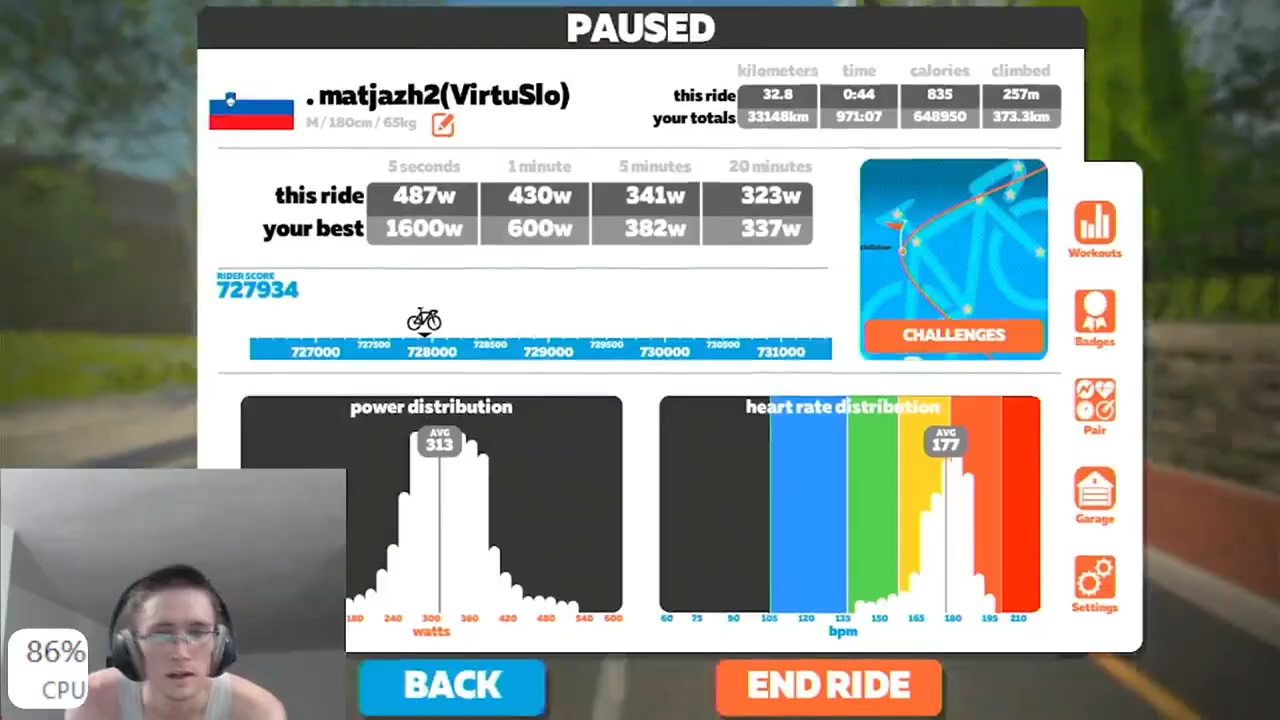 PAUSED
. matjazh2(VirtuSlo)
M / 180cm / 65kg
kilometers time calories climbed
this ride 32.8 0:44 835 257m
your totals 33148km 971:07 648950 373.3km
5 seconds 1 minute 5 minutes 20 minutes
this ride 487w 430w 341w 323w
your best 1600w 600w 382w 337w
RIDER SCORE
727934
727000 727500 728000 728500 729000 729500 730000 730500 731000
CHALLENGES
Workouts
Badges
Pair
Garage
Settings
power distribution
AVG
313
180 240 300 360 420 480 540 600
watts
heart rate distribution
AVG
177
60 75 90 105 120 135 150 165 180 195 210
bpm
86%
CPU
BACK
END RIDE